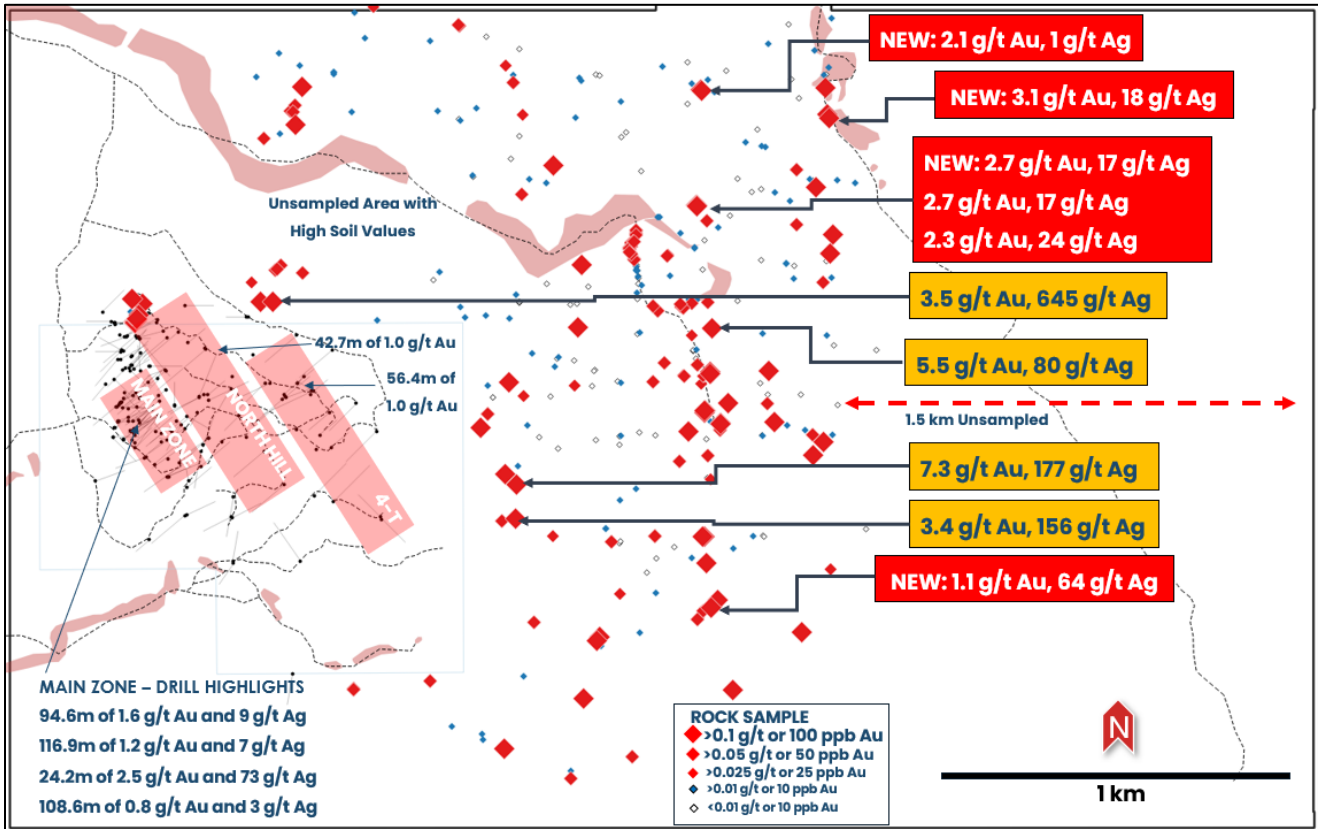 NEW: 2.1 g/t Au, 1 g/t Ag
NEW: 3.1 g/t Au, 18 g/t Ag
NEW: 2.7 g/t Au, 17 g/t Ag
2.7 g/t Au, 17 g/t Ag
2.3 g/t Au, 24 g/t Ag
Unsampled Area with
High Soil Values
3.5 g/t Au, 645 g/t Ag
42.7m of 1.0 g/t Au
5.5 g/t Au, 80 g/t Ag
56.4m of
1.0 g/t Au
MAIN ZONE
NORTH HILL
4-T
1.5 km Unsampled
7.3 g/t Au, 177 g/t Ag
3.4 g/t Au, 156 g/t Ag
NEW: 1.1 g/t Au, 64 g/t Ag
MAIN ZONE – DRILL HIGHLIGHTS
94.6m of 1.6 g/t Au and 9 g/t Ag
116.9m of 1.2 g/t Au and 7 g/t Ag
24.2m of 2.5 g/t Au and 73 g/t Ag
108.6m of 0.8 g/t Au and 3 g/t Ag
ROCK SAMPLE
>0.1 g/t or 100 ppb Au
>0.05 g/t or 50 ppb Au
>0.025 g/t or 25 ppb Au
>0.01 g/t or 10 ppb Au
<0.01 g/t or 10 ppb Au
N
1 km